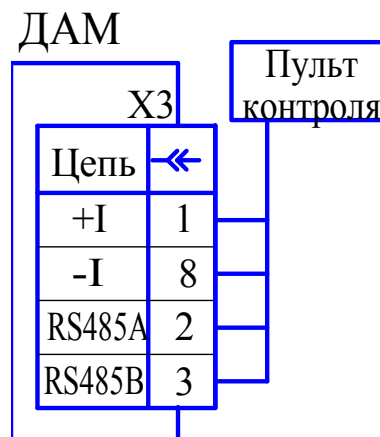 ДАМ
Пульт
контроля
X3
Цепь
+I 1
-I 8
RS485A 2
RS485B 3